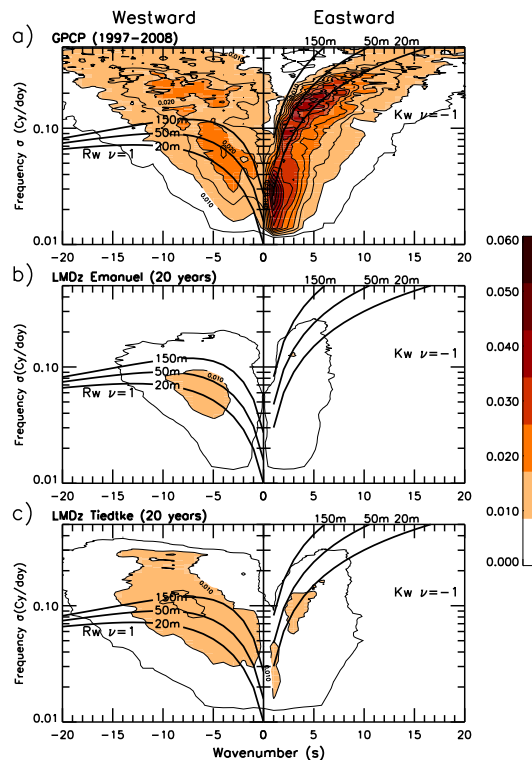 Westward Eastward
a) GPCP (1997-2008) 150m 50m 20m
0.010
0.020
0.10
150m
50m 0.020
20m
Rw ν=1
Kw ν=-1
0.010
0.01
Frequency σ (Cy/day)
-20 -15 -10 -5 0 5 10 15 20
b) LMDz Emanuel (20 years) 150m 50m 20m
0.10
150m
50m 0.010
20m
Rw ν=1
Kw ν=-1
0.01
Frequency σ(Cy/day)
-20 -15 -10 -5 0 5 10 15 20
c) LMDz Tiedtke (20 years) 150m 50m 20m
0.010
0.10
150m
50m
20m
Rw ν=1
Kw ν=-1
0.010
0.01
Frequency σ(Cy/day)
-20 -15 -10 -5 0 5 10 15 20
Wavenumber (s)
0.060
0.050
0.040
0.030
0.020
0.010
0.000